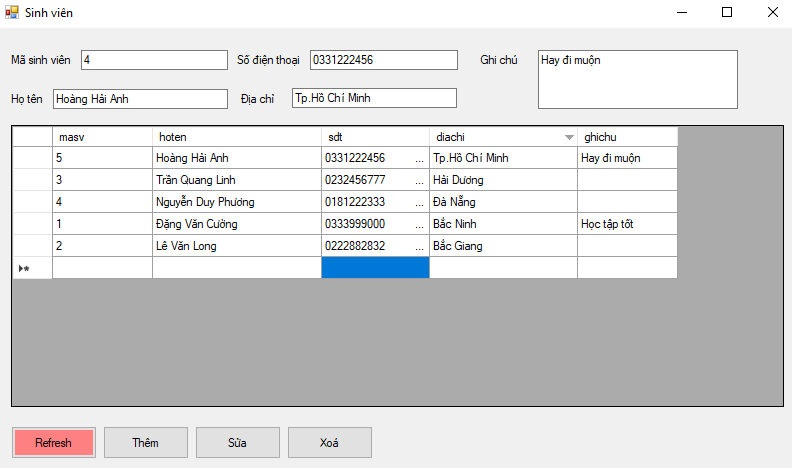 Sinh viên
Mã sinh viên 4 Số điện thoại 0331222456 Ghi chú Hay đi muộn
Họ tên Hoàng Hải Anh Địa chỉ Tp.Hồ Chí Minh
masv hoten sdt diachi ghichu
5 Hoàng Hải Anh 0331222456 ... Tp.Hồ Chí Minh Hay đi muộn
3 Trần Quang Linh 0232456777 ... Hải Dương
4 Nguyễn Duy Phương 0181222333 ... Đà Nẵng
1 Đặng Văn Cường 0333999000 ... Bắc Ninh Học tập tốt
2 Lê Văn Long 0222882832 ... Bắc Giang
Refresh Thêm Sửa Xoá